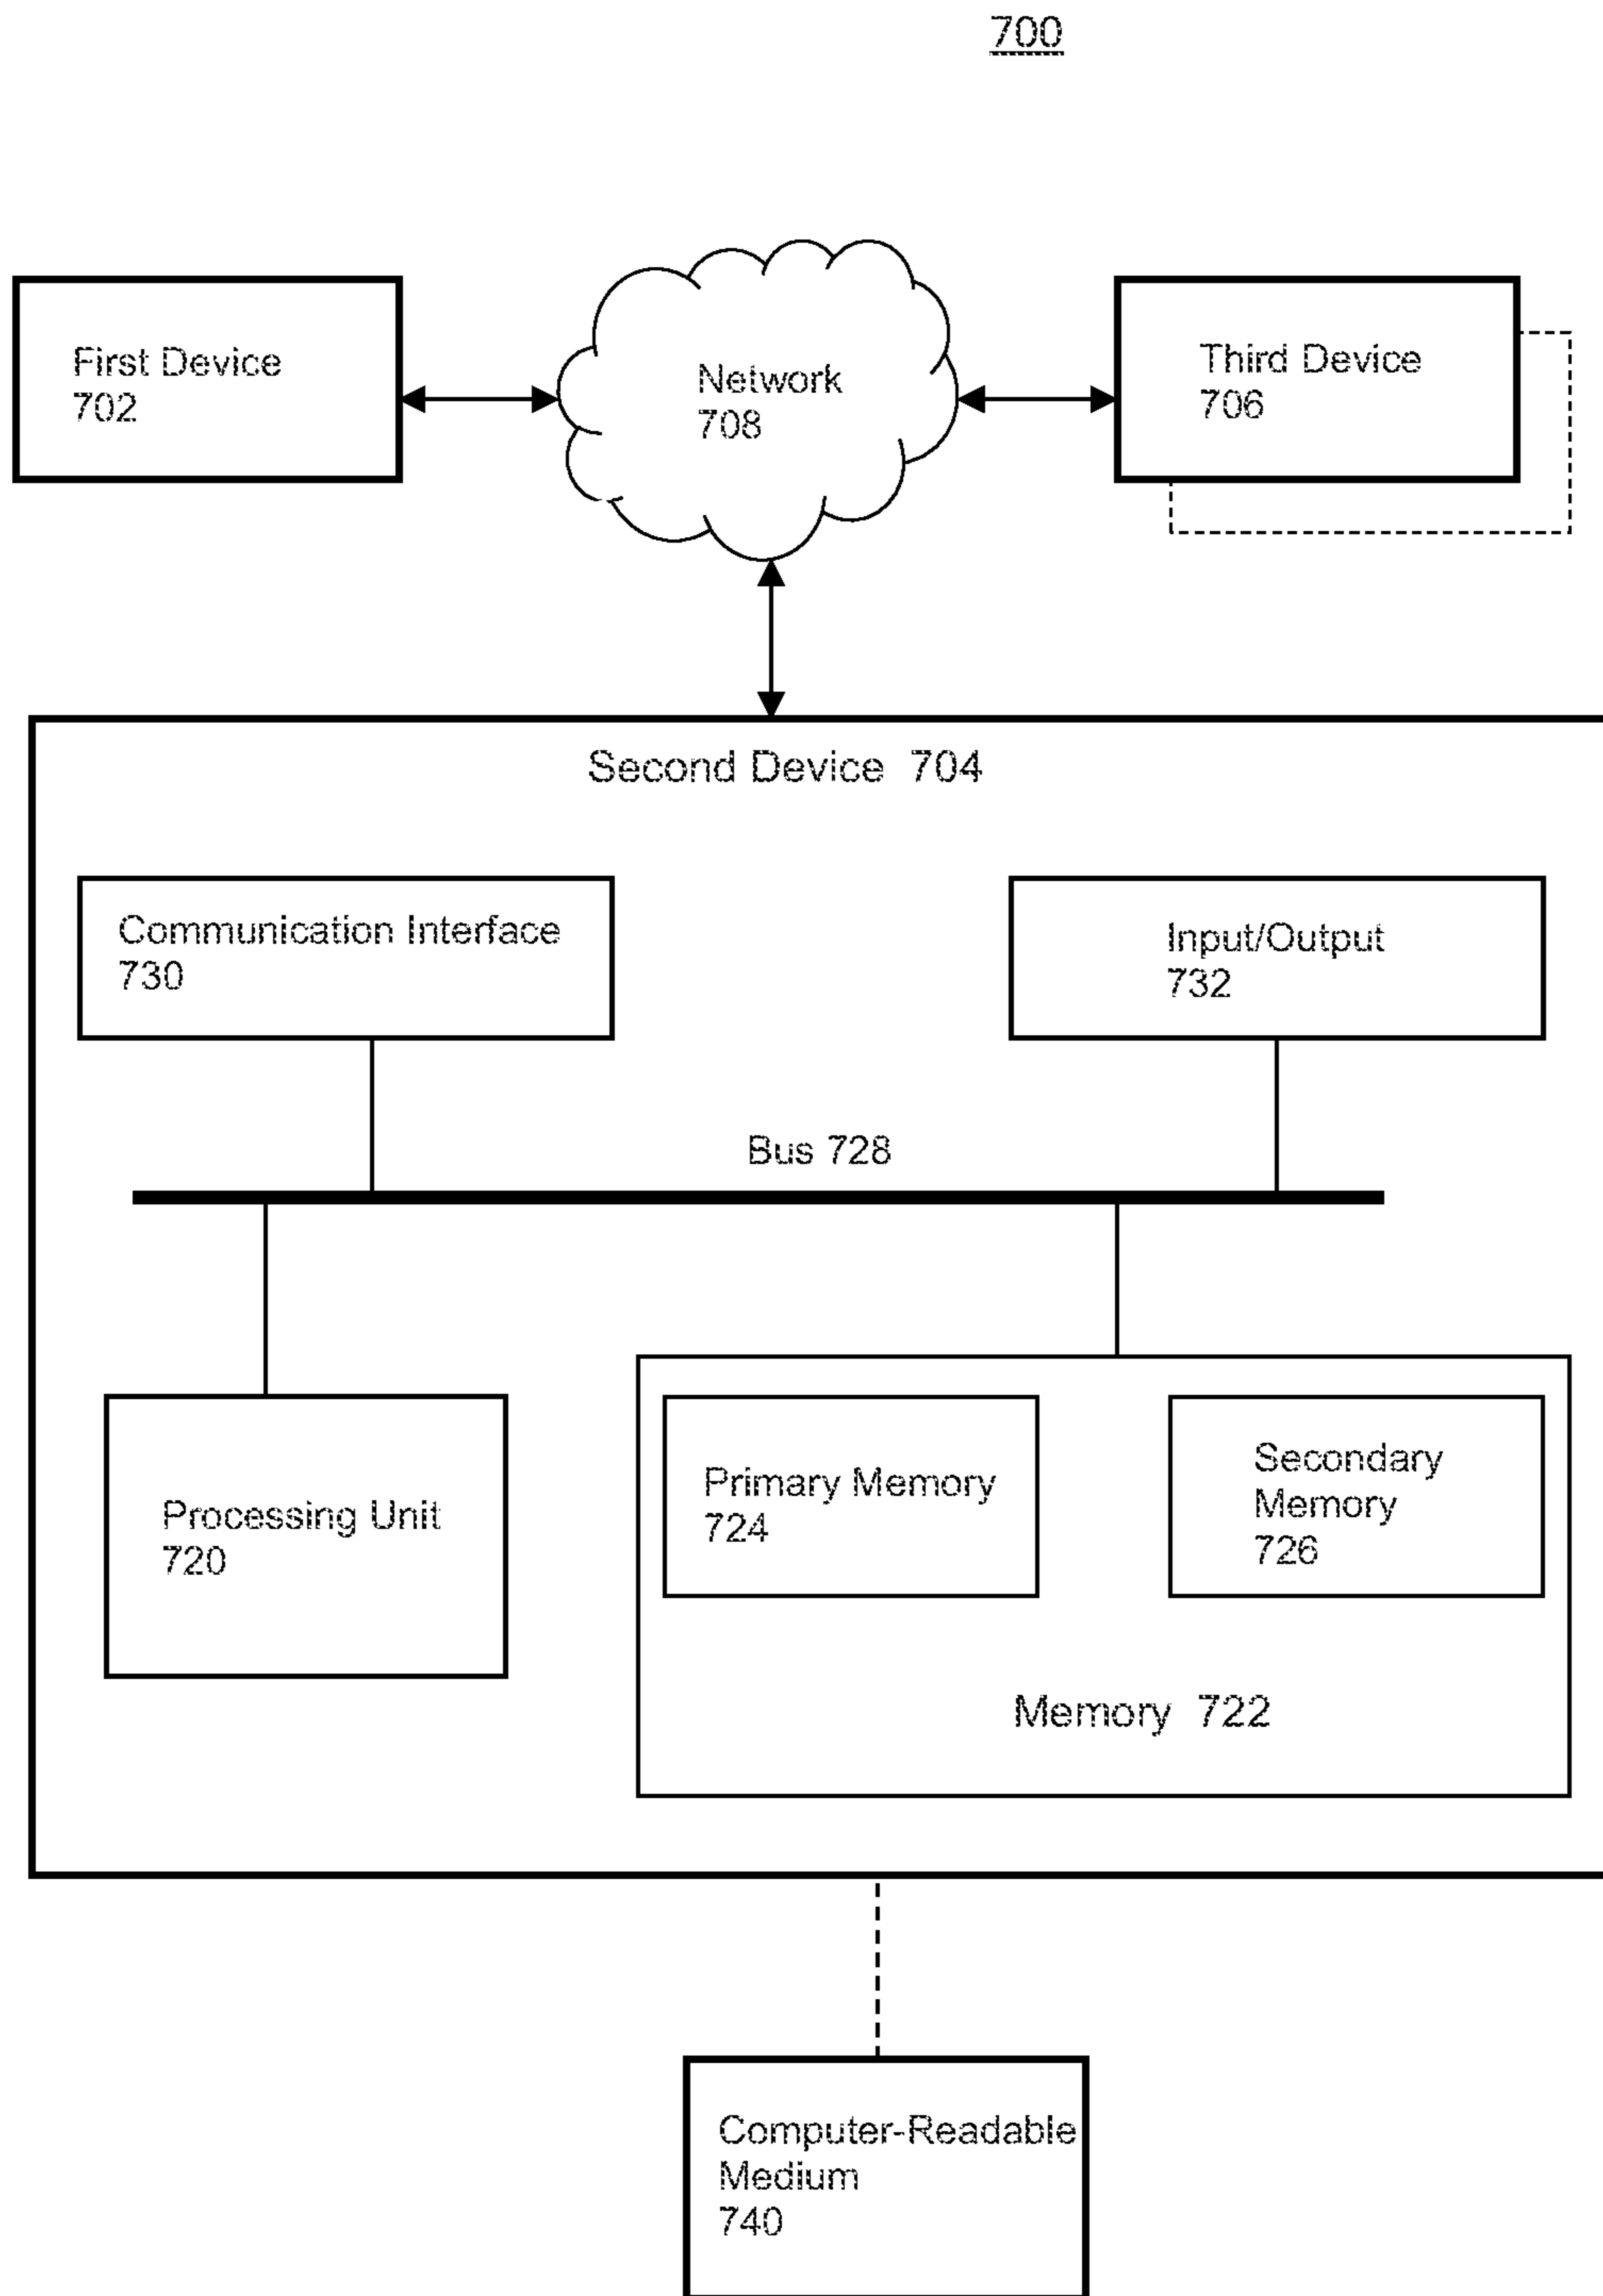 700
First Device
702
Network
708
Third Device
706
Second Device 704
Communication Interface
730
Input/Output
732
Bus 728
Processing Unit
720
Primary Memory
724
Secondary
Memory
726
Memory 722
Computer-Readable
Medium
740